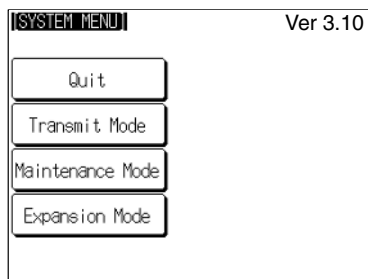 [SYSTEM MENU]
Ver 3.10
Quit
Transmit Mode
Maintenance Mode
Expansion Mode